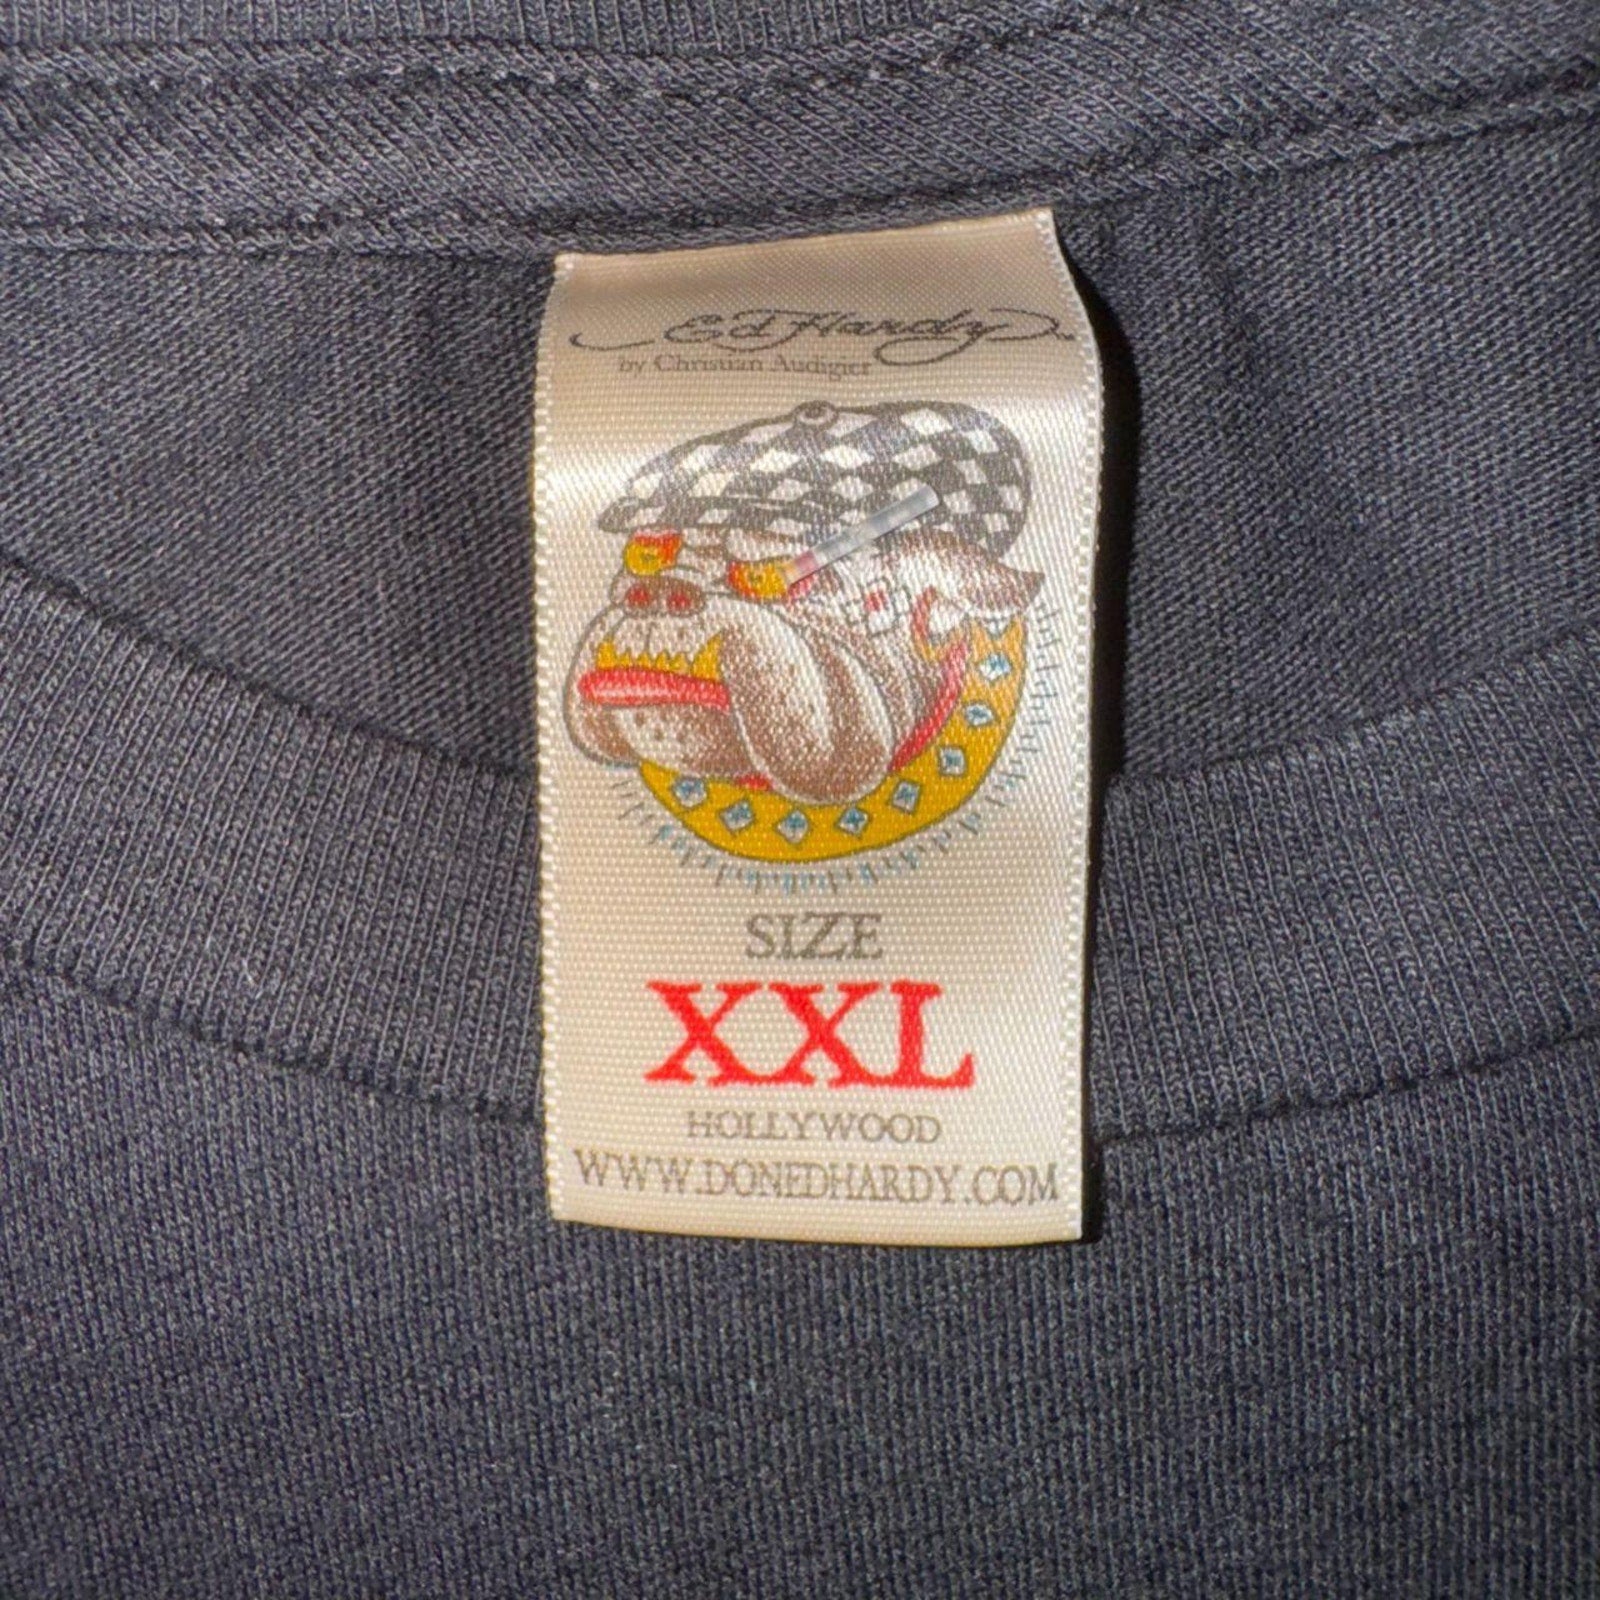 Ed Hardy
by Christian Audigier
SIZE
XXL
HOLLYWOOD
WWW.DONEDHARDY.COM